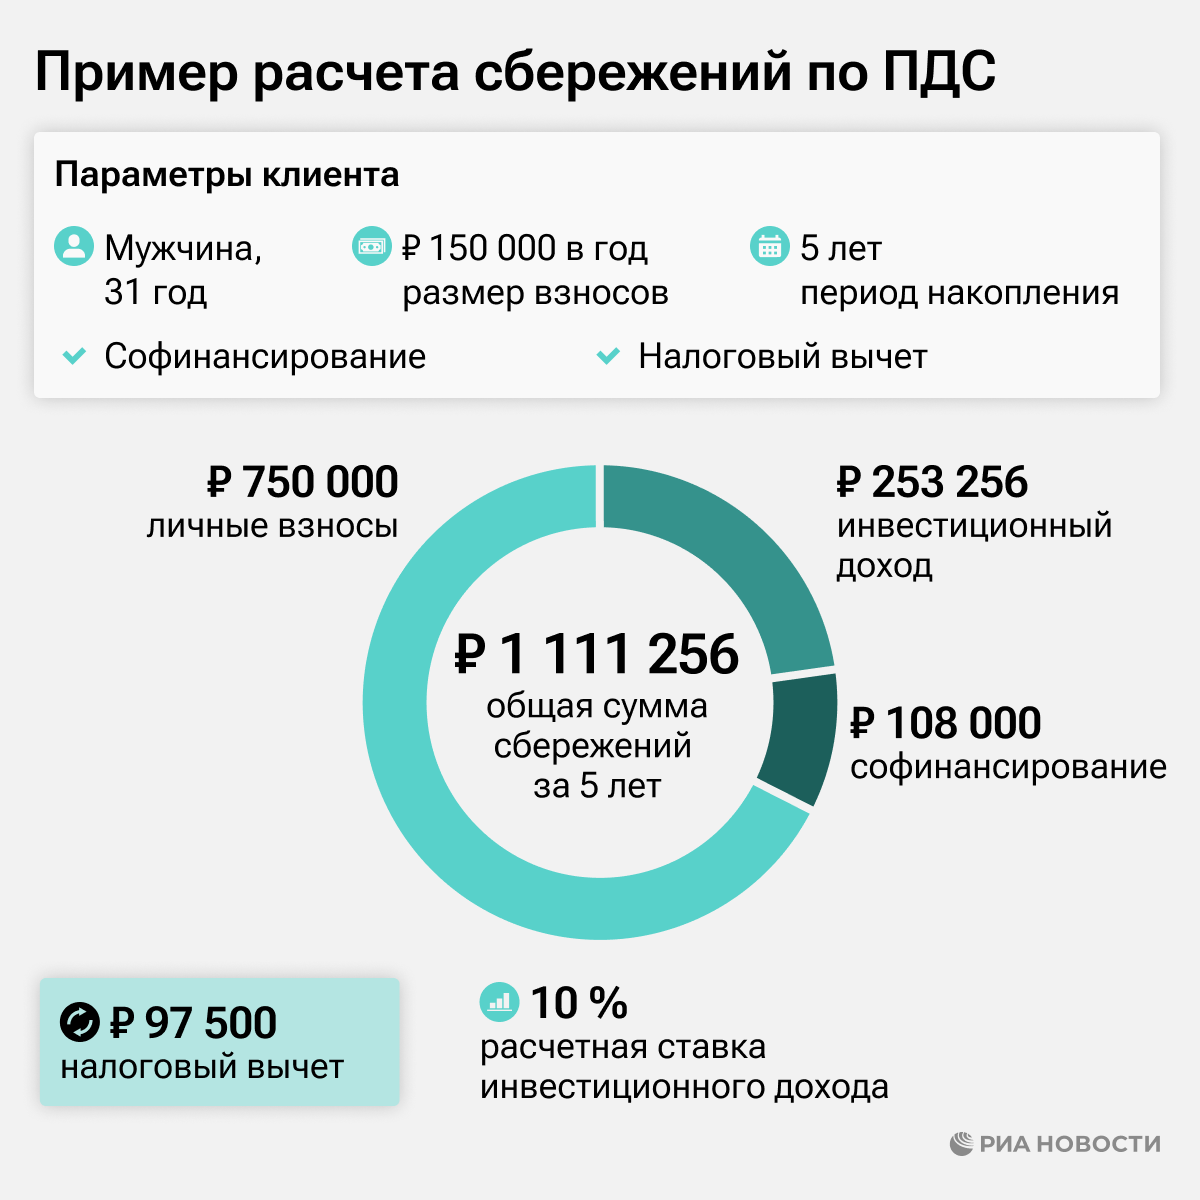 Пример расчета сбережений по ПДС
Параметры клиента
Мужчина,
31 год
₽ 150 000 в год
размер взносов
5 лет
период накопления
Софинансирование
Налоговый вычет
₽ 750 000
личные взносы
₽ 253 256
инвестиционный
доход
₽ 1 111 256
общая сумма
сбережений
за 5 лет
₽ 108 000
софинансирование
₽ 97 500
налоговый вычет
10 %
расчетная ставка
инвестиционного дохода
РИА НОВОСТИ